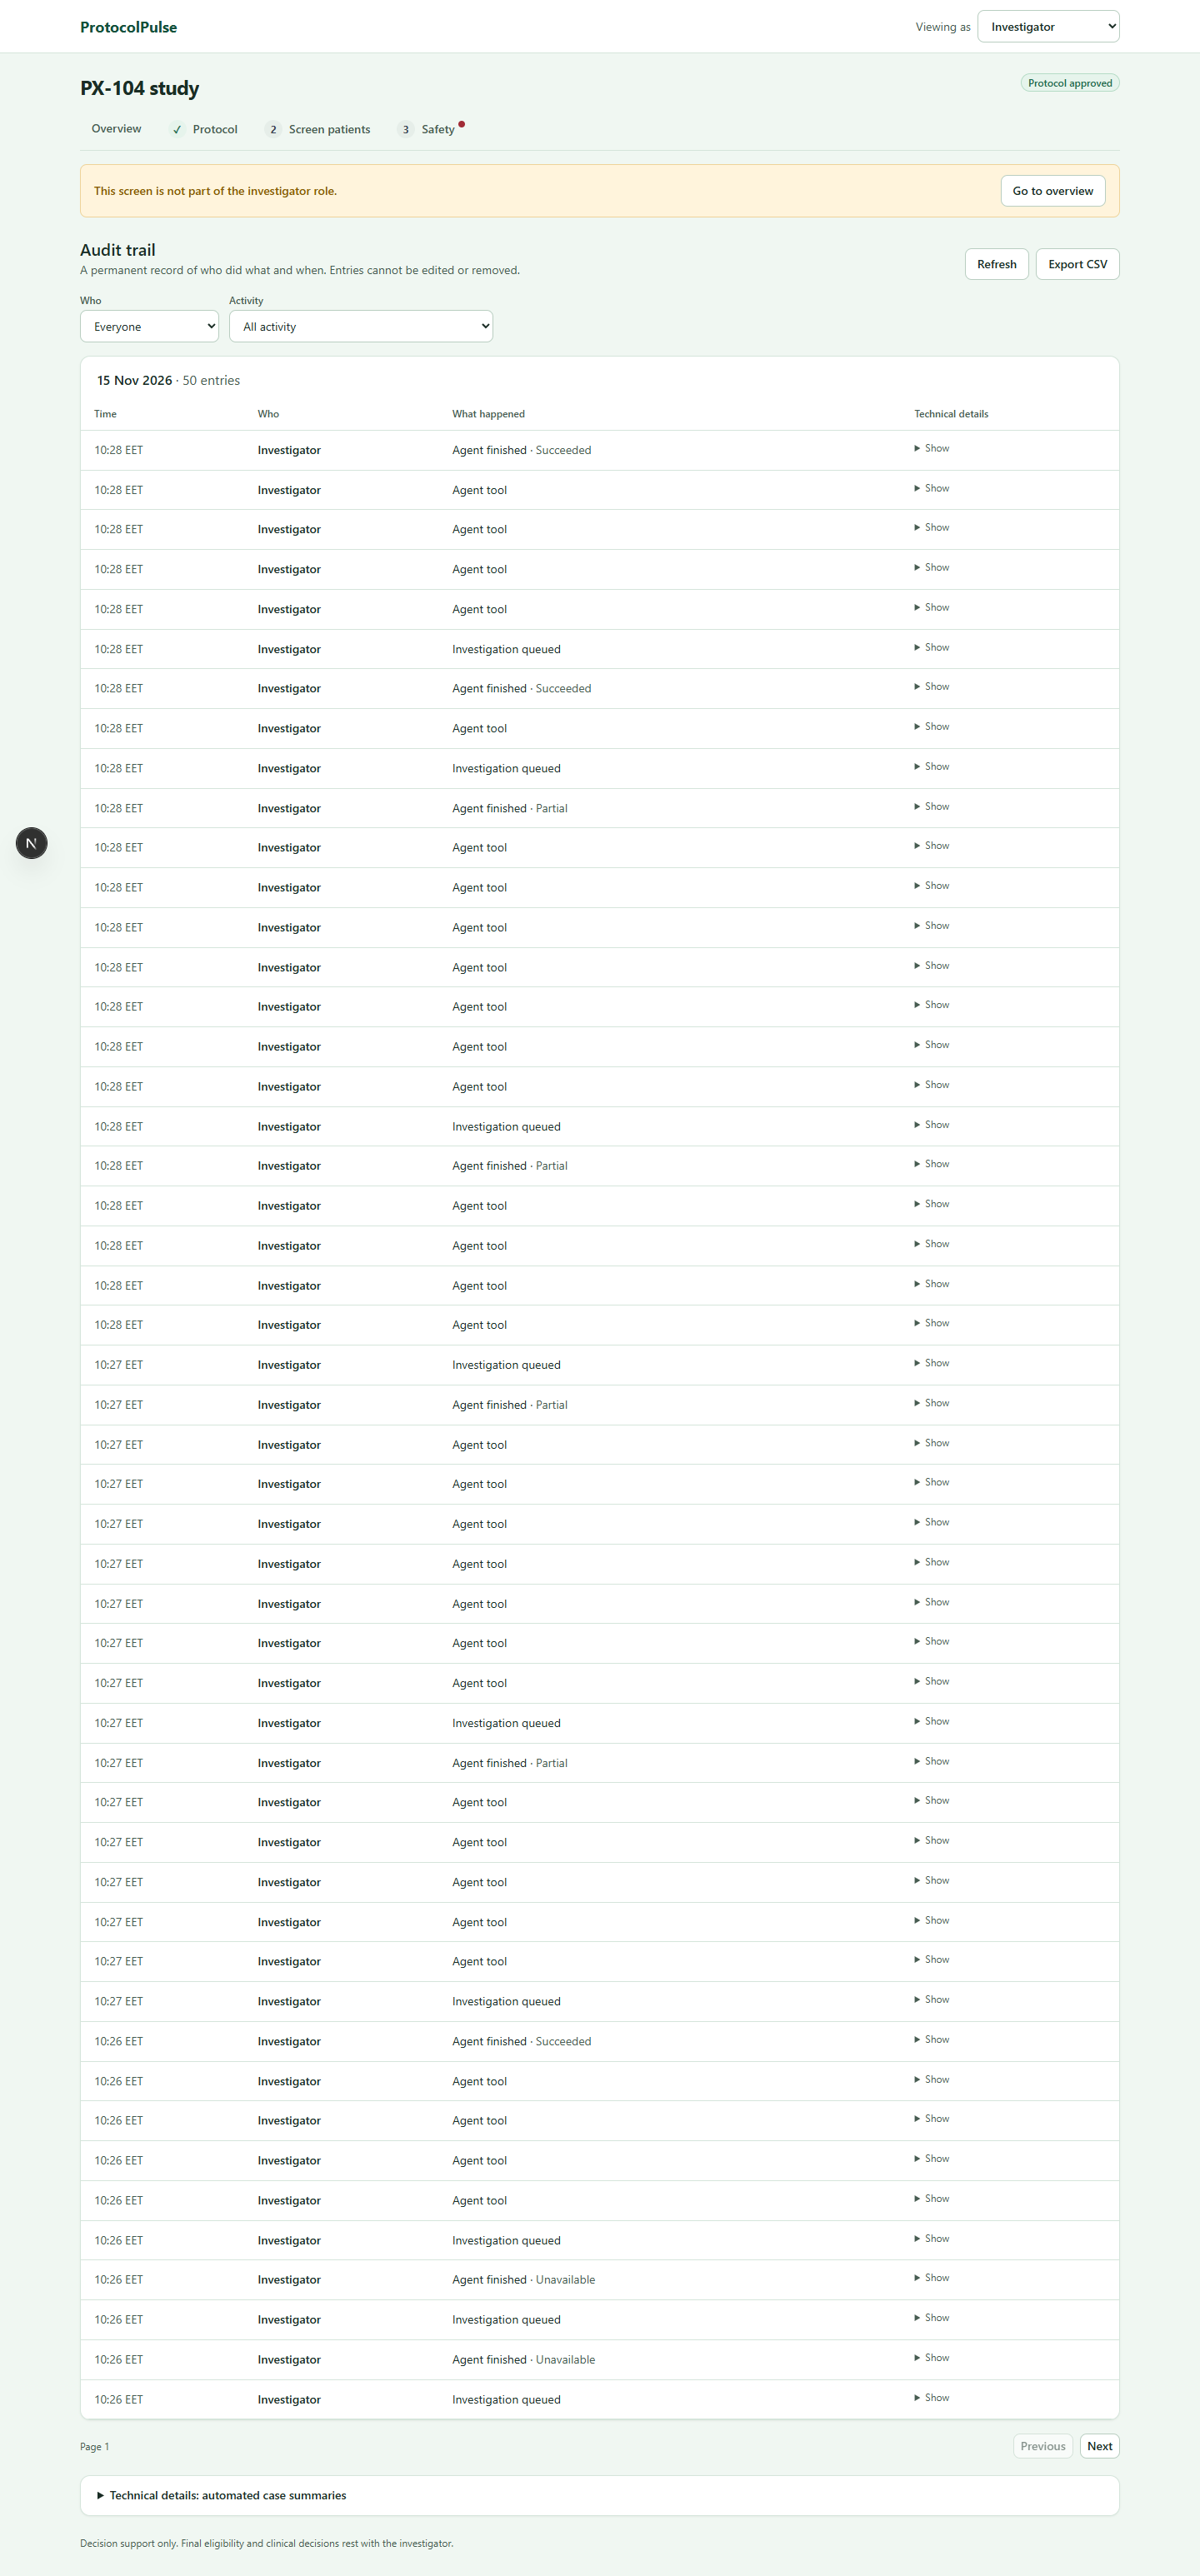 ProtocolPulse
Viewing as Investigator
PX-104 study
Protocol approved
Overview ✓ Protocol 2 Screen patients 3 Safety
This screen is not part of the investigator role. Go to overview
Audit trail
A permanent record of who did what and when. Entries cannot be edited or removed.
Refresh Export CSV
Who Activity
Everyone All activity
15 Nov 2026 · 50 entries
Time Who What happened Technical details
10:28 EET Investigator Agent finished · Succeeded Show
10:28 EET Investigator Agent tool Show
10:28 EET Investigator Agent tool Show
10:28 EET Investigator Agent tool Show
10:28 EET Investigator Agent tool Show
10:28 EET Investigator Investigation queued Show
10:28 EET Investigator Agent finished · Succeeded Show
10:28 EET Investigator Agent tool Show
10:28 EET Investigator Investigation queued Show
10:28 EET Investigator Agent finished · Partial Show
10:28 EET Investigator Agent tool Show
N
10:28 EET Investigator Agent tool Show
10:28 EET Investigator Agent tool Show
10:28 EET Investigator Agent tool Show
10:28 EET Investigator Agent tool Show
10:28 EET Investigator Agent tool Show
10:28 EET Investigator Agent tool Show
10:28 EET Investigator Investigation queued Show
10:28 EET Investigator Agent finished · Partial Show
10:28 EET Investigator Agent tool Show
10:28 EET Investigator Agent tool Show
10:28 EET Investigator Agent tool Show
10:28 EET Investigator Agent tool Show
10:27 EET Investigator Investigation queued Show
10:27 EET Investigator Agent finished · Partial Show
10:27 EET Investigator Agent tool Show
10:27 EET Investigator Agent tool Show
10:27 EET Investigator Agent tool Show
10:27 EET Investigator Agent tool Show
10:27 EET Investigator Agent tool Show
10:27 EET Investigator Agent tool Show
10:27 EET Investigator Agent tool Show
10:27 EET Investigator Investigation queued Show
10:27 EET Investigator Agent finished · Partial Show
10:27 EET Investigator Agent tool Show
10:27 EET Investigator Agent tool Show
10:27 EET Investigator Agent tool Show
10:27 EET Investigator Agent tool Show
10:27 EET Investigator Agent tool Show
10:27 EET Investigator Investigation queued Show
10:26 EET Investigator Agent finished · Succeeded Show
10:26 EET Investigator Agent tool Show
10:26 EET Investigator Agent tool Show
10:26 EET Investigator Agent tool Show
10:26 EET Investigator Agent tool Show
10:26 EET Investigator Investigation queued Show
10:26 EET Investigator Agent finished · Unavailable Show
10:26 EET Investigator Investigation queued Show
10:26 EET Investigator Agent finished · Unavailable Show
10:26 EET Investigator Investigation queued Show
Page 1 Previous Next
Technical details: automated case summaries
Decision support only. Final eligibility and clinical decisions rest with the investigator.